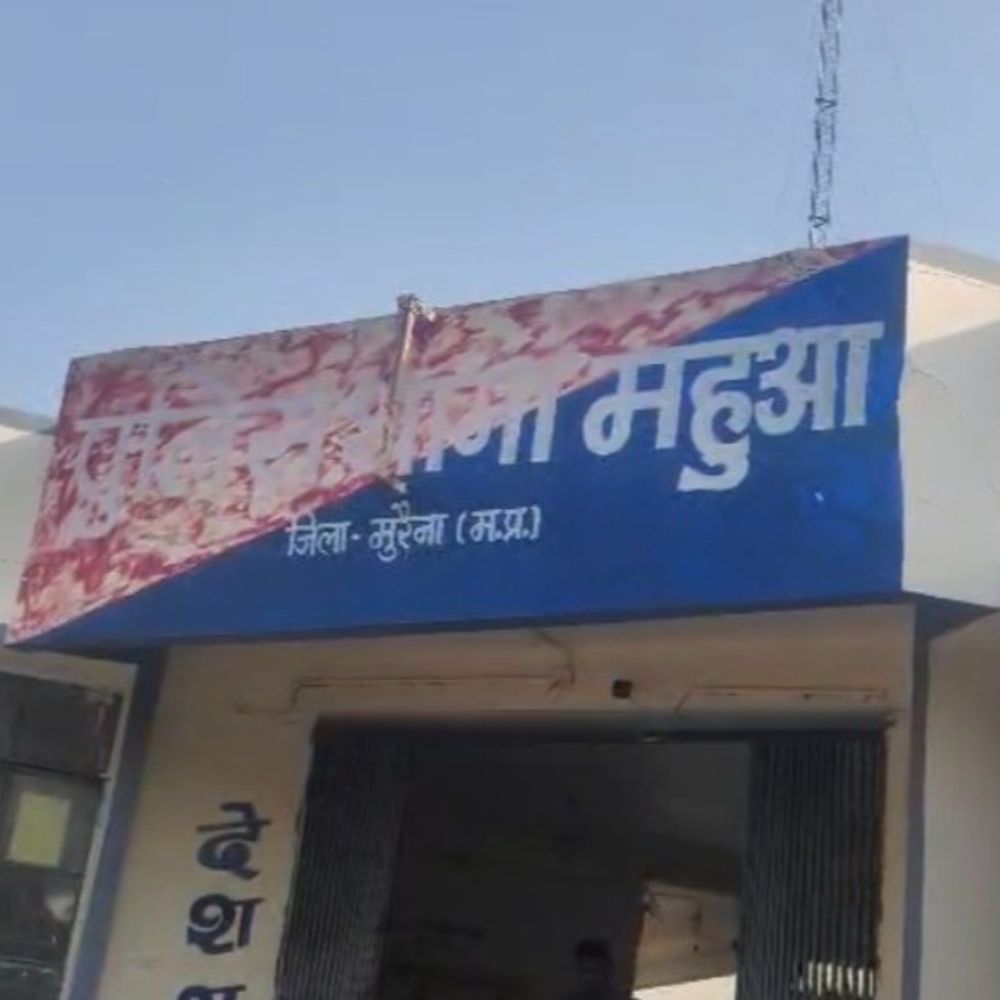 पुलिस थाना महुआ
जिला- मुरैना (म.प्र.)
देश